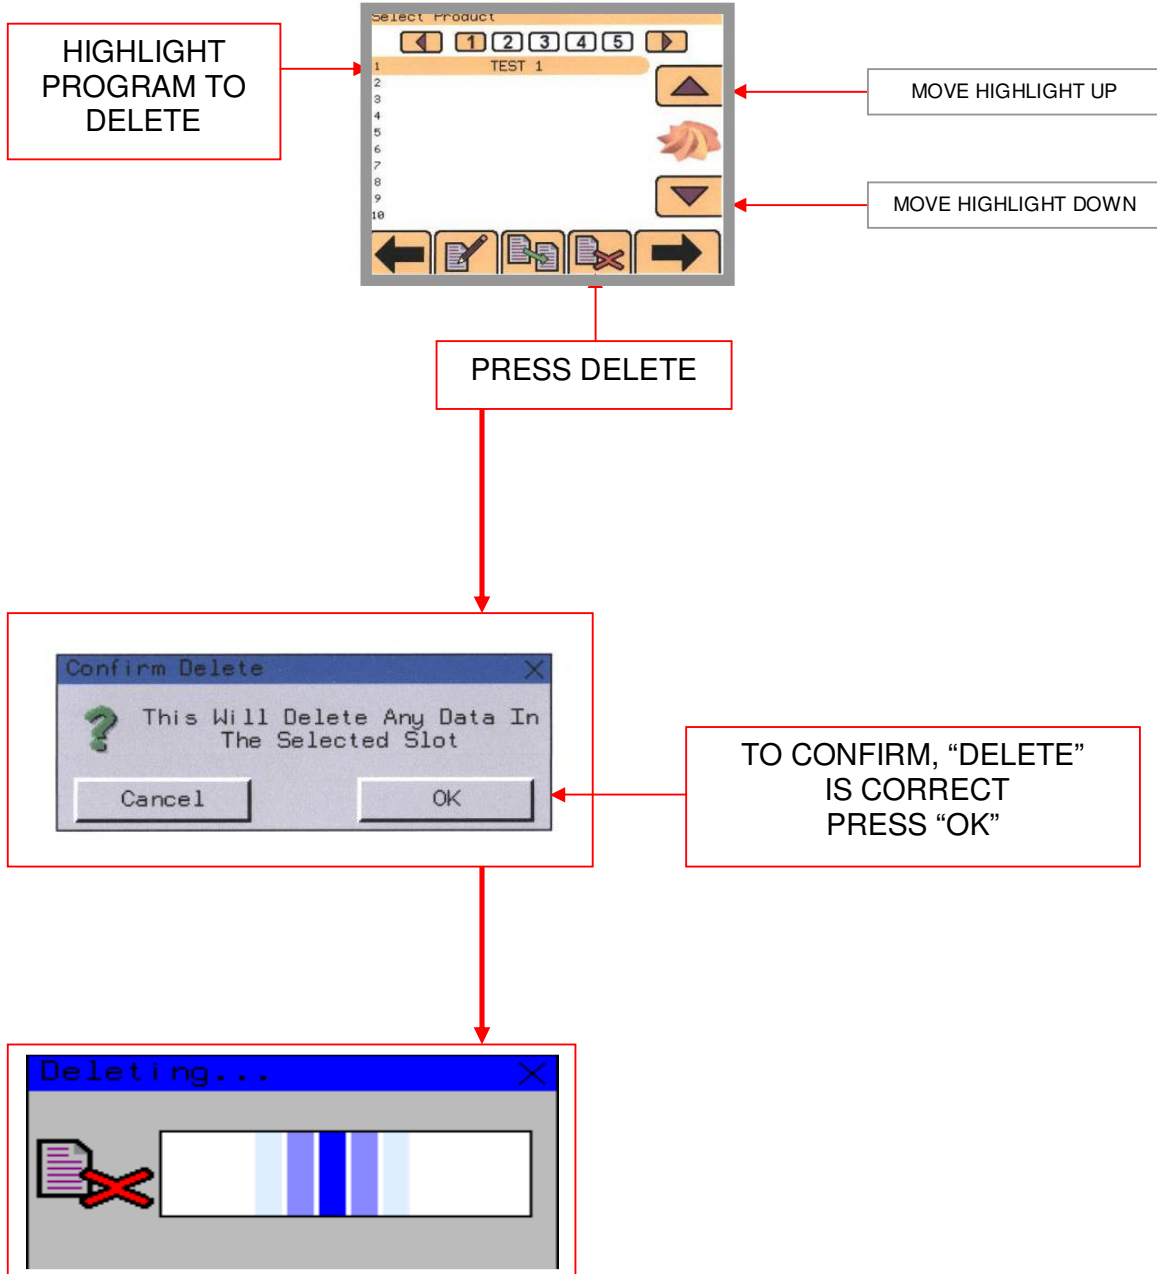 Select Product
HIGHLIGHT
PROGRAM TO
DELETE
1 2 3 4 5
1 TEST 1
2
3
4
5
6
7
8
9
10
MOVE HIGHLIGHT UP
MOVE HIGHLIGHT DOWN
PRESS DELETE
Confirm Delete
This Will Delete Any Data In
The Selected Slot
Cancel OK
TO CONFIRM, “DELETE”
IS CORRECT
PRESS “OK”
Deleting...